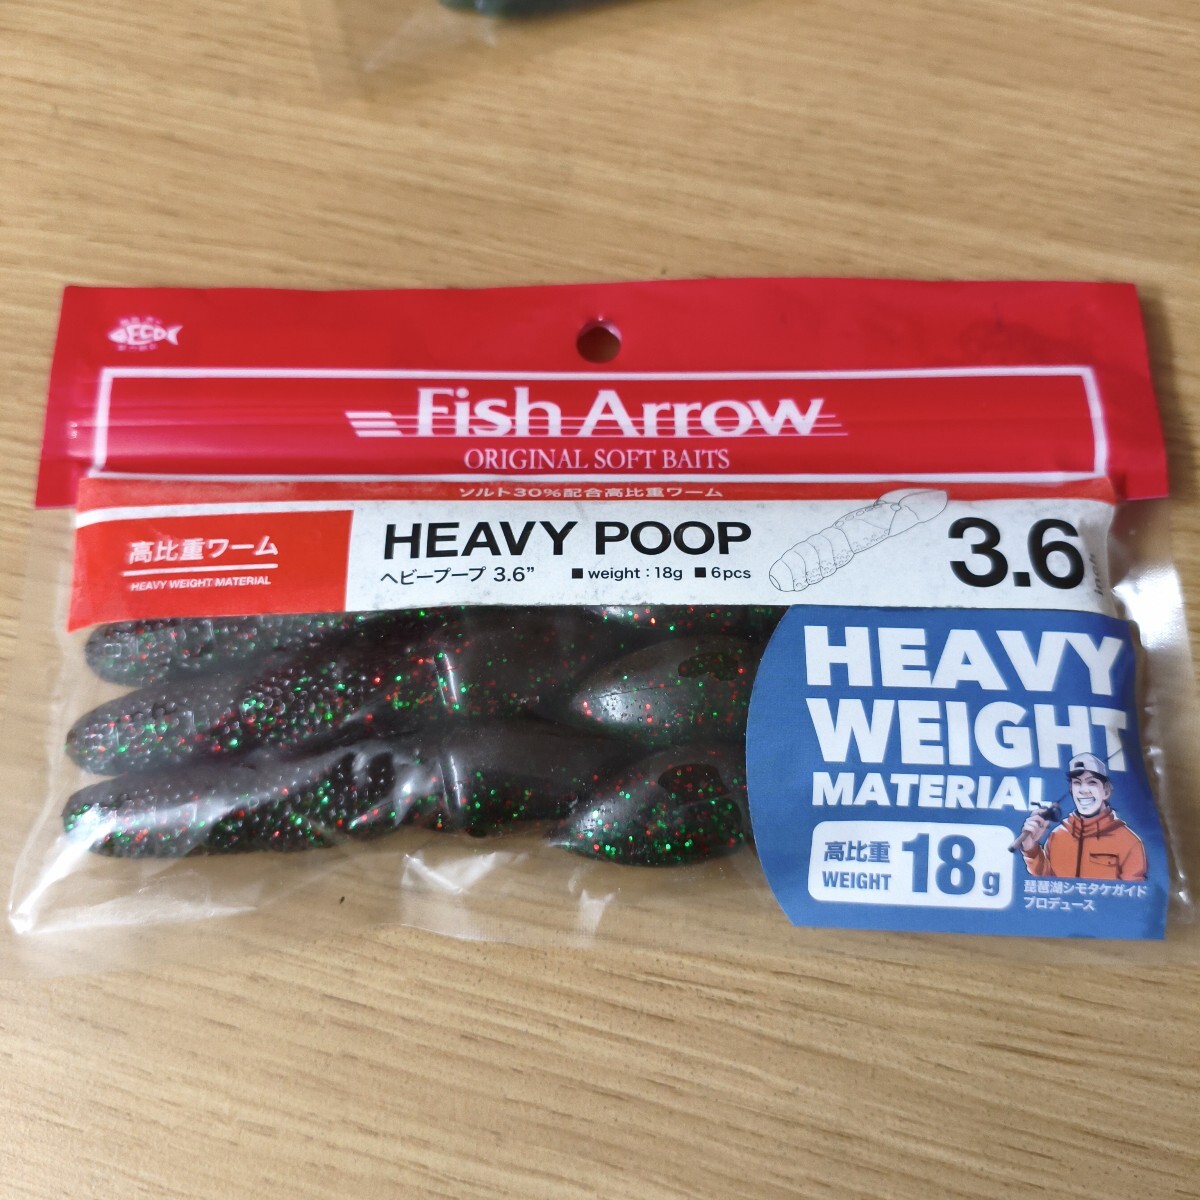 ECO
Fish Arrow
ORIGINAL SOFT BAITS
ソルト30%配合高比重ワーム
高比重ワーム
HEAVY WEIGHT MATERIAL
HEAVY POOP
ヘビープープ 3.6" ■ weight : 18g ■ 6pcs
3.6 inch
HEAVY
WEIGHT
MATERIAL
高比重
WEIGHT
18g
琵琶湖シモタケガイド
プロデュース